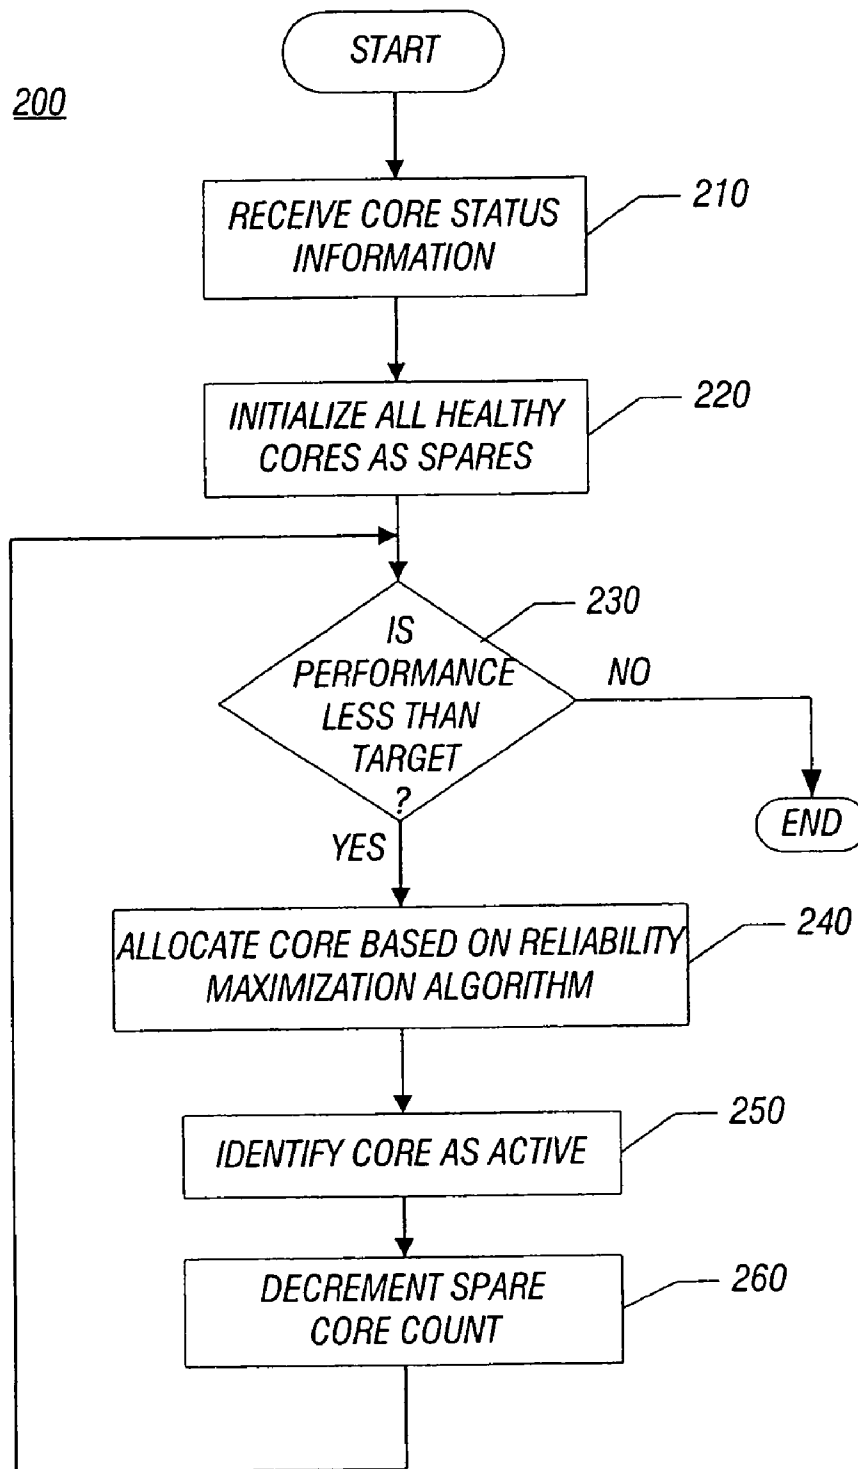 START
200
RECEIVE CORE STATUS
INFORMATION
210
INITIALIZE ALL HEALTHY
CORES AS SPARES
220
IS
PERFORMANCE
LESS THAN
TARGET
?
230
NO
END
YES
ALLOCATE CORE BASED ON RELIABILITY
MAXIMIZATION ALGORITHM
240
IDENTIFY CORE AS ACTIVE
250
DECREMENT SPARE
CORE COUNT
260